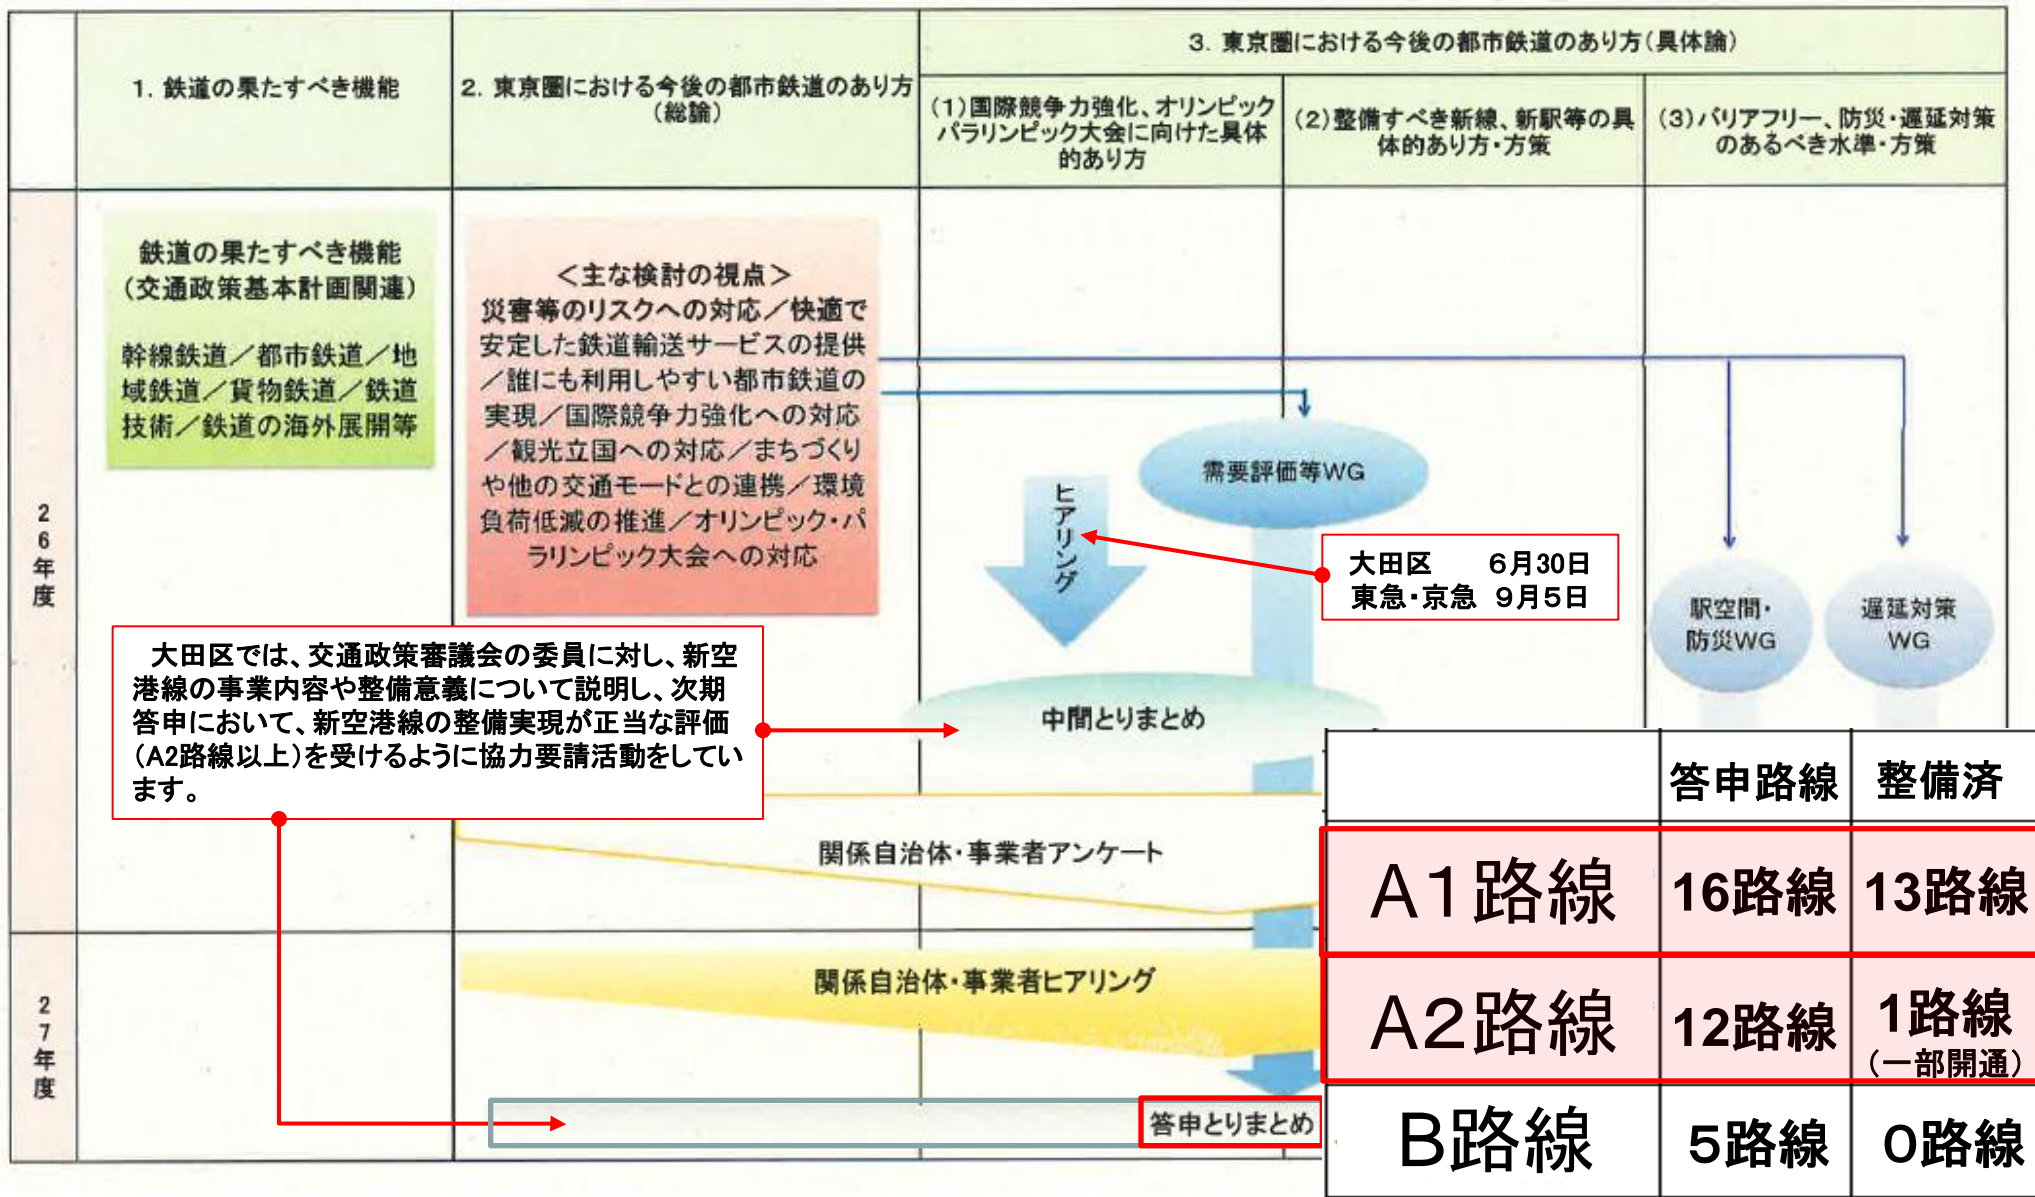 3．東京圏における今後の都市鉄道のあり方（具体論）
1．鉄道の果たすべき機能
2．東京圏における今後の都市鉄道のあり方
（総論）
（1）国際競争力強化、オリンピック
パラリンピック大会に向けた具体
的あり方
（2）整備すべき新線、新駅等の具
体的あり方・方策
（3）バリアフリー、防災・遅延対策
のあるべき水準・方策
26年度
鉄道の果たすべき機能
（交通政策基本計画関連）
幹線鉄道／都市鉄道／地
域鉄道／貨物鉄道／鉄道
技術／鉄道の海外展開等
＜主な検討の視点＞
災害等のリスクへの対応／快適で
安定した鉄道輸送サービスの提供
／誰にも利用しやすい都市鉄道の
実現／国際競争力強化への対応
／観光立国への対応／まちづくり
や他の交通モードとの連携／環境
負荷低減の推進／オリンピック・パ
ラリンピック大会への対応
ヒアリング
需要評価等WG
大田区　　6月30日
東急・京急　9月5日
駅空間・
防災WG
遅延対策
WG
大田区では、交通政策審議会の委員に対し、新空
港線の事業内容や整備意義について説明し、次期
答申において、新空港線の整備実現が正当な評価
（A2路線以上）を受けるように協力要請活動をしてい
ます。
中間とりまとめ
関係自治体・事業者アンケート
27年度
関係自治体・事業者ヒアリング
答申とりまとめ
答申路線　整備済
A1路線　16路線　13路線
A2路線　12路線　1路線
（一部開通）
B路線　5路線　0路線